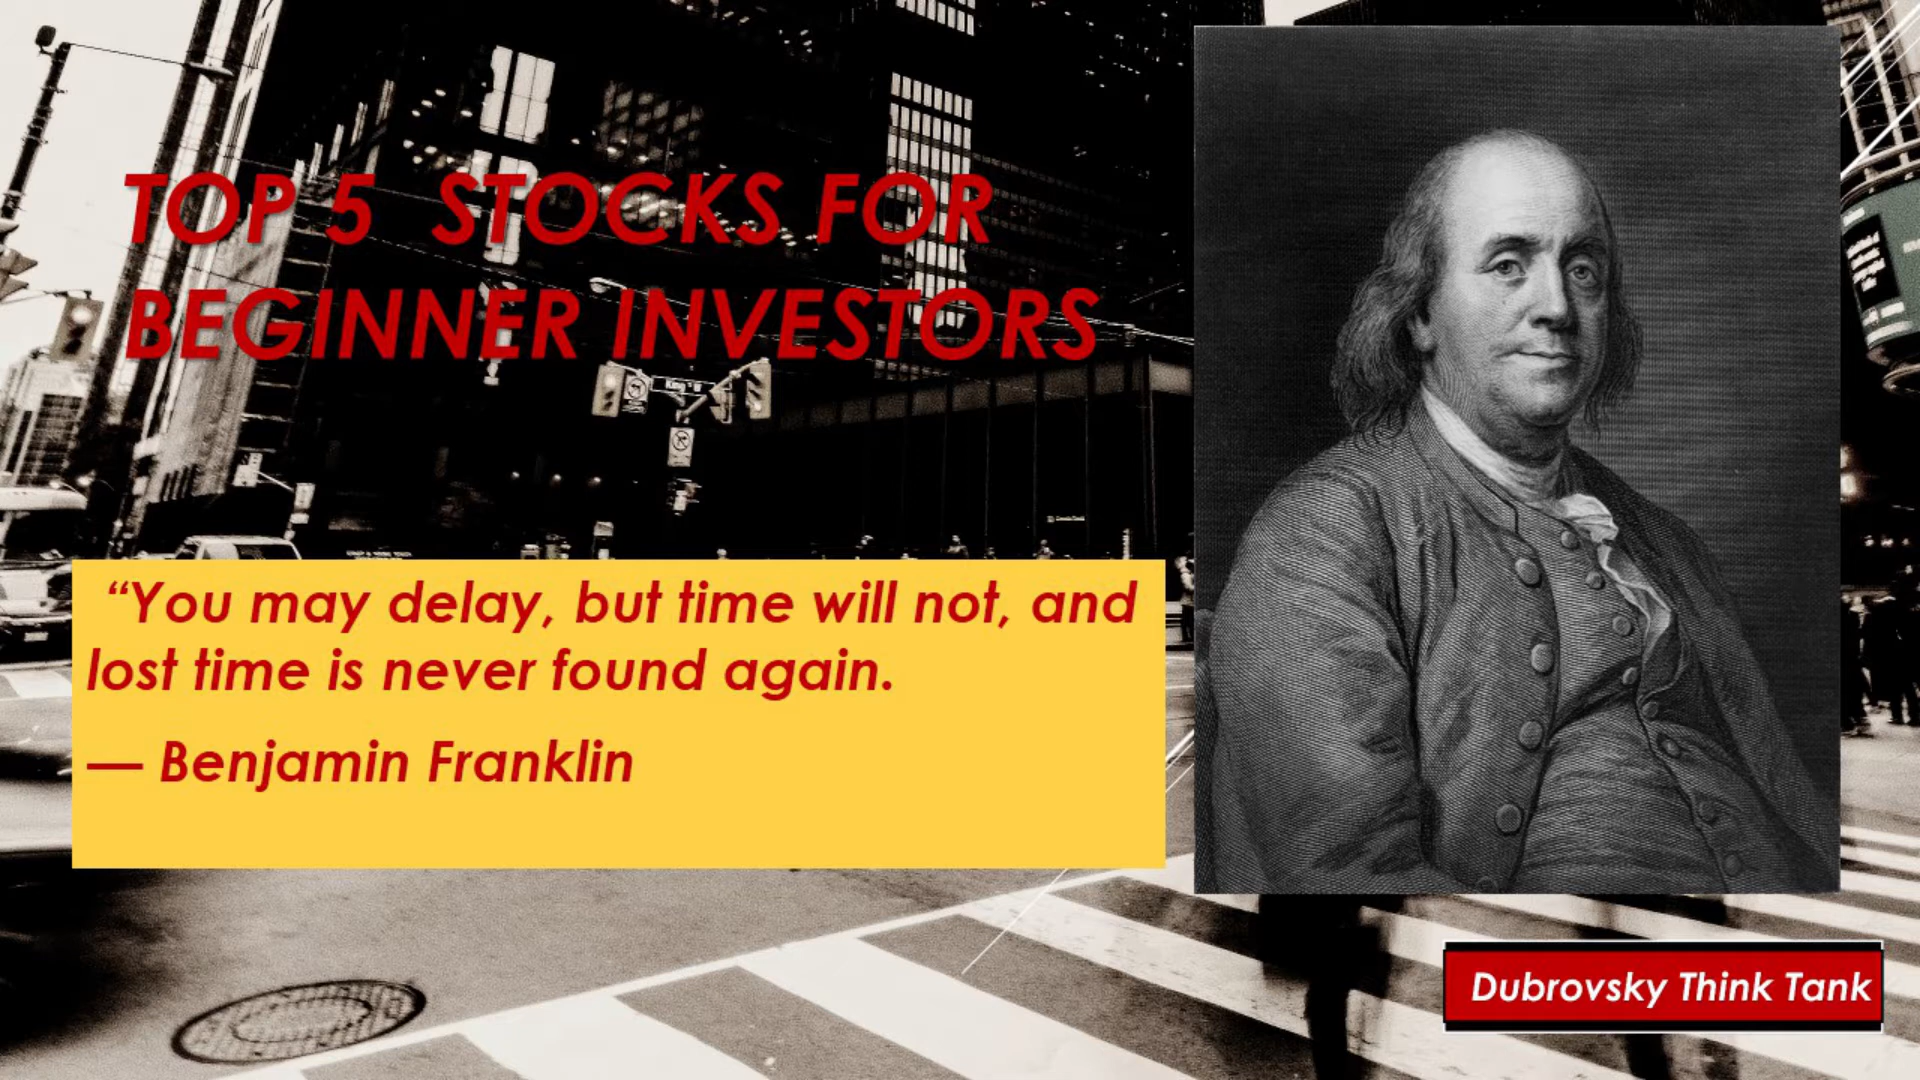 TOP 5 STOCKS FOR
BEGINNER INVESTORS
“You may delay, but time will not, and
lost time is never found again.
— Benjamin Franklin
Dubrovsky Think Tank